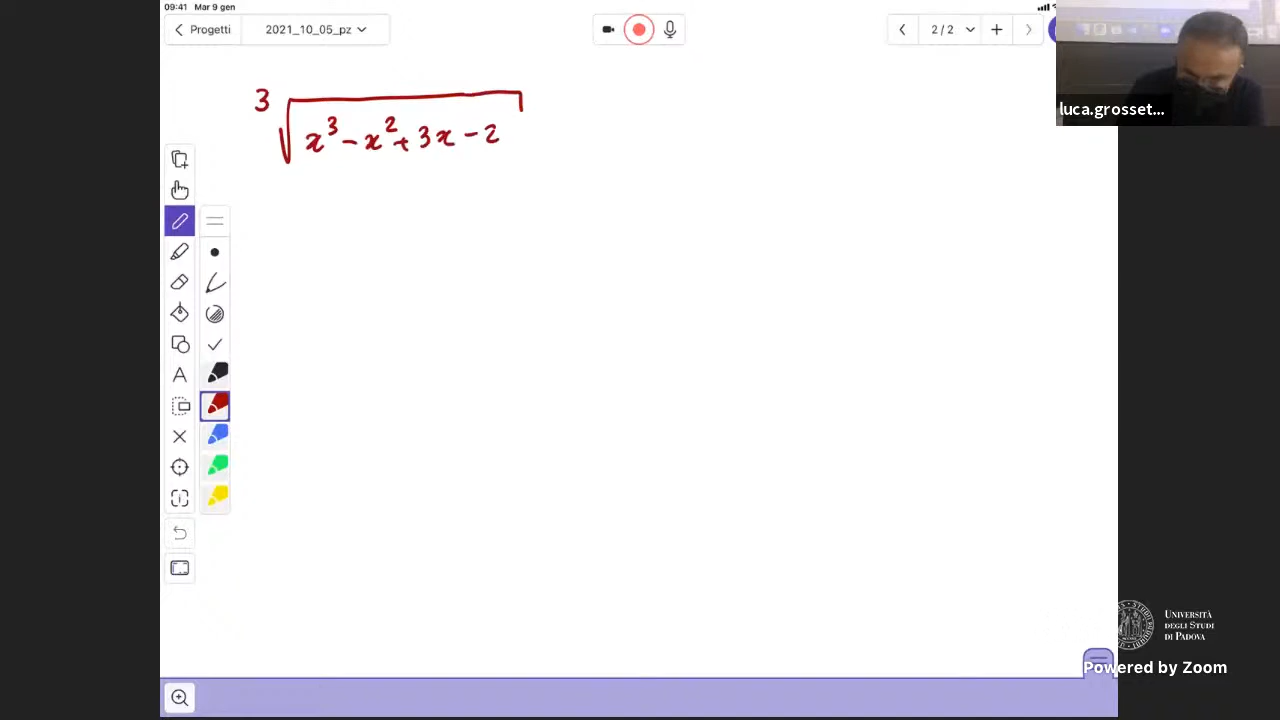 09:41 Mar 9 gen
Progetti
2021_10_05_pz
2/2
luca.grosset...
∛(x³-x²+3x-2)
A
UNIVERSITÀ
DEGLI STUDI
DI PADOVA
Powered by Zoom